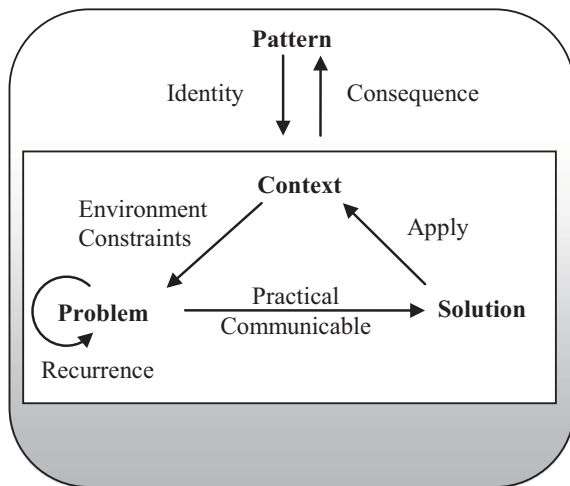 Pattern
Identity
Consequence
Context
Environment
Constraints
Apply
Problem
Practical
Communicable
Solution
Recurrence